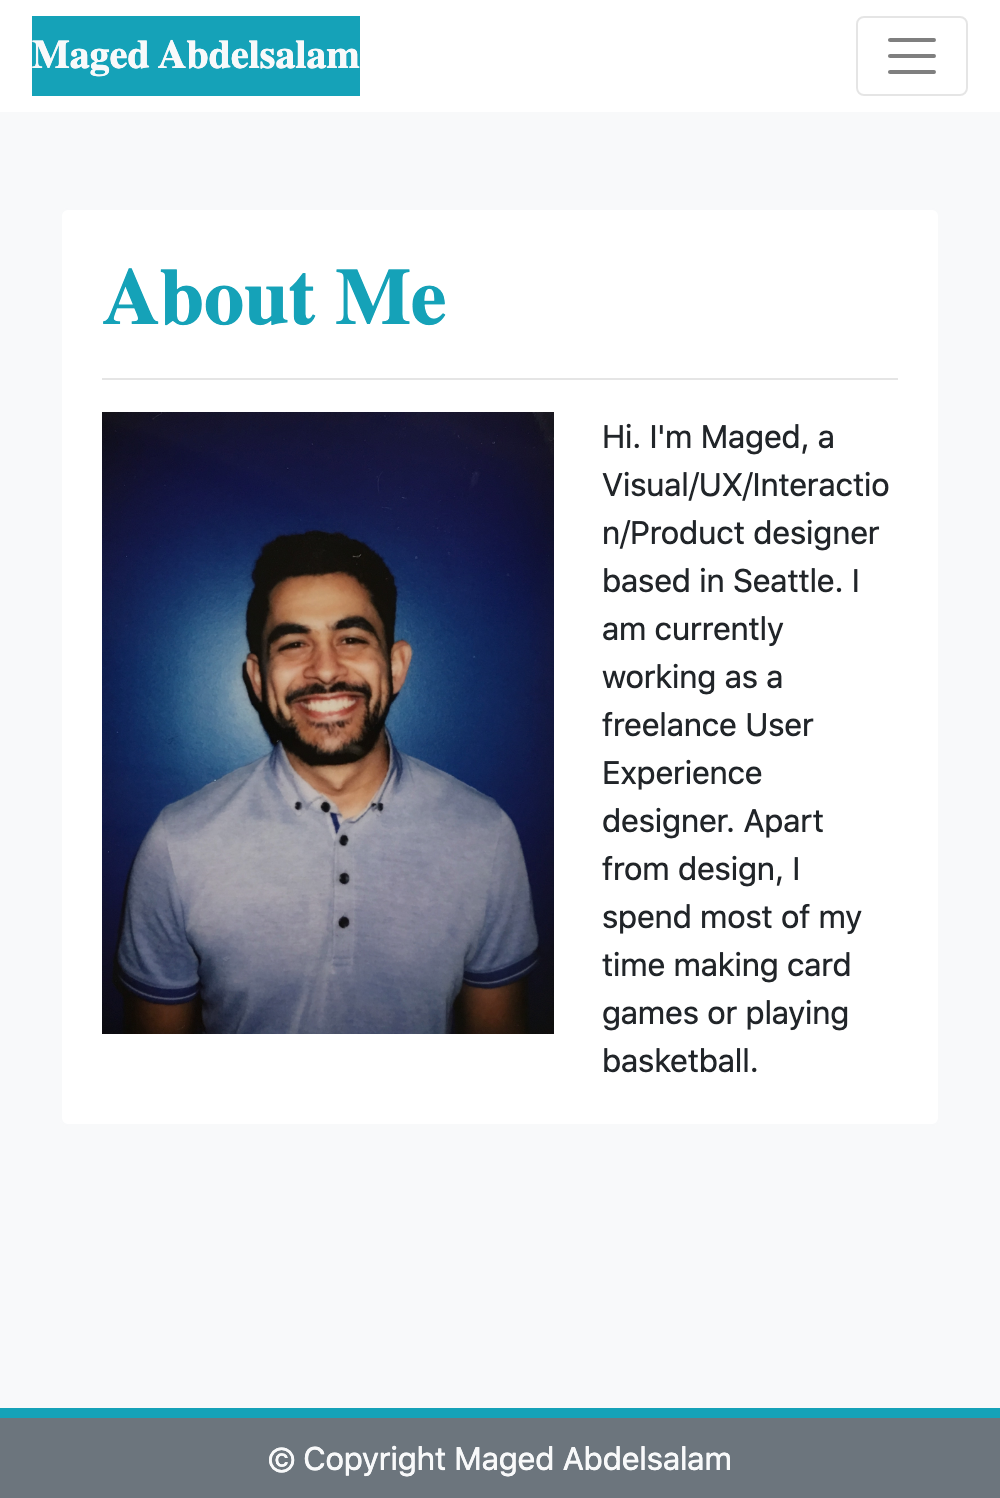 Maged Abdelsalam
About Me
Hi. I'm Maged, a
Visual/UX/Interactio
n/Product designer
based in Seattle. I
am currently
working as a
freelance User
Experience
designer. Apart
from design, I
spend most of my
time making card
games or playing
basketball.
© Copyright Maged Abdelsalam